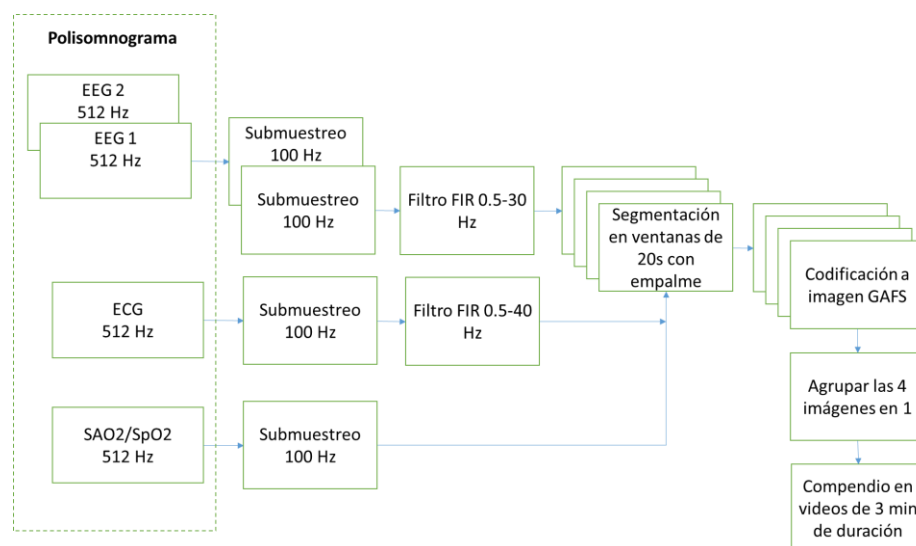 Polisomnograma
EEG 2
512 Hz
EEG 1
512 Hz
Submuestreo
100 Hz
Submuestreo
100 Hz
Filtro FIR 0.5-30
Hz
Segmentación
en ventanas de
20s con
empalme
Codificación a
imagen GAFS
ECG
512 Hz
Submuestreo
100 Hz
Filtro FIR 0.5-40
Hz
Agrupar las 4
imágenes en 1
SAO2/SpO2
512 Hz
Submuestreo
100 Hz
Compendio en
videos de 3 min
de duración